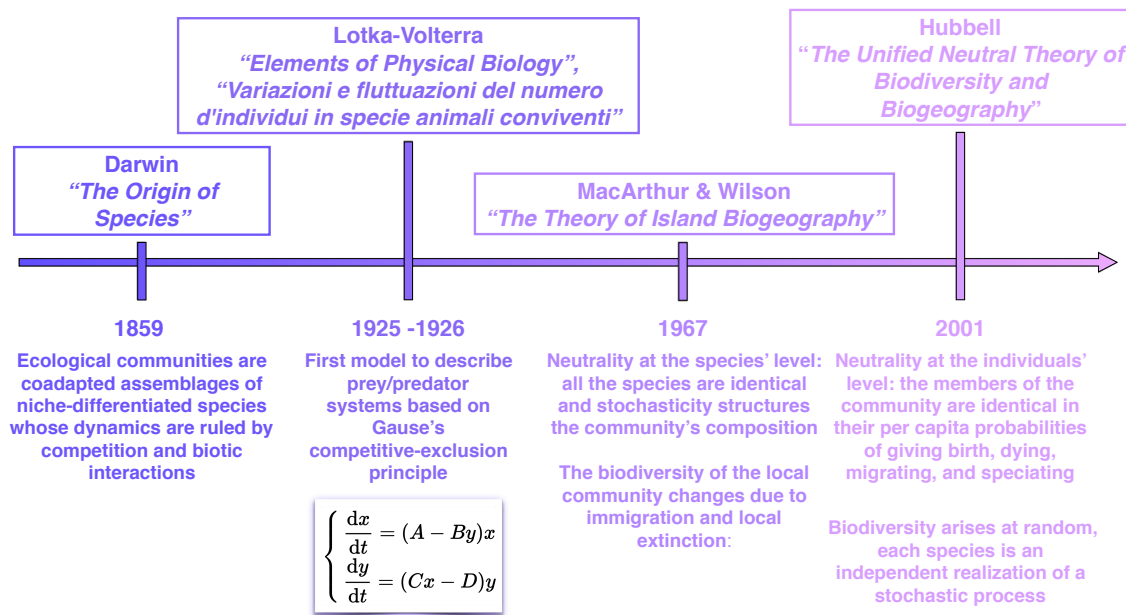 Lotka-Volterra
“Elements of Physical Biology”,
“Variazioni e fluttuazioni del numero
d'individui in specie animali conviventi”
Hubbell
“The Unified Neutral Theory of
Biodiversity and
Biogeography”
Darwin
“The Origin of
Species”
MacArthur & Wilson
“The Theory of Island Biogeography”
1859
Ecological communities are
coadapted assemblages of
niche-differentiated species
whose dynamics are ruled by
competition and biotic
interactions
1925 -1926
First model to describe
prey/predator
systems based on
Gause’s
competitive-exclusion
principle
dx/dt = (A − By)x
dy/dt = (Cx − D)y
1967
Neutrality at the species’ level:
all the species are identical
and stochasticity structures
the community’s composition
The biodiversity of the local
community changes due to
immigration and local
extinction:
2001
Neutrality at the individuals’
level: the members of the
community are identical in
their per capita probabilities
of giving birth, dying,
migrating, and speciating
Biodiversity arises at random,
each species is an
independent realization of a
stochastic process